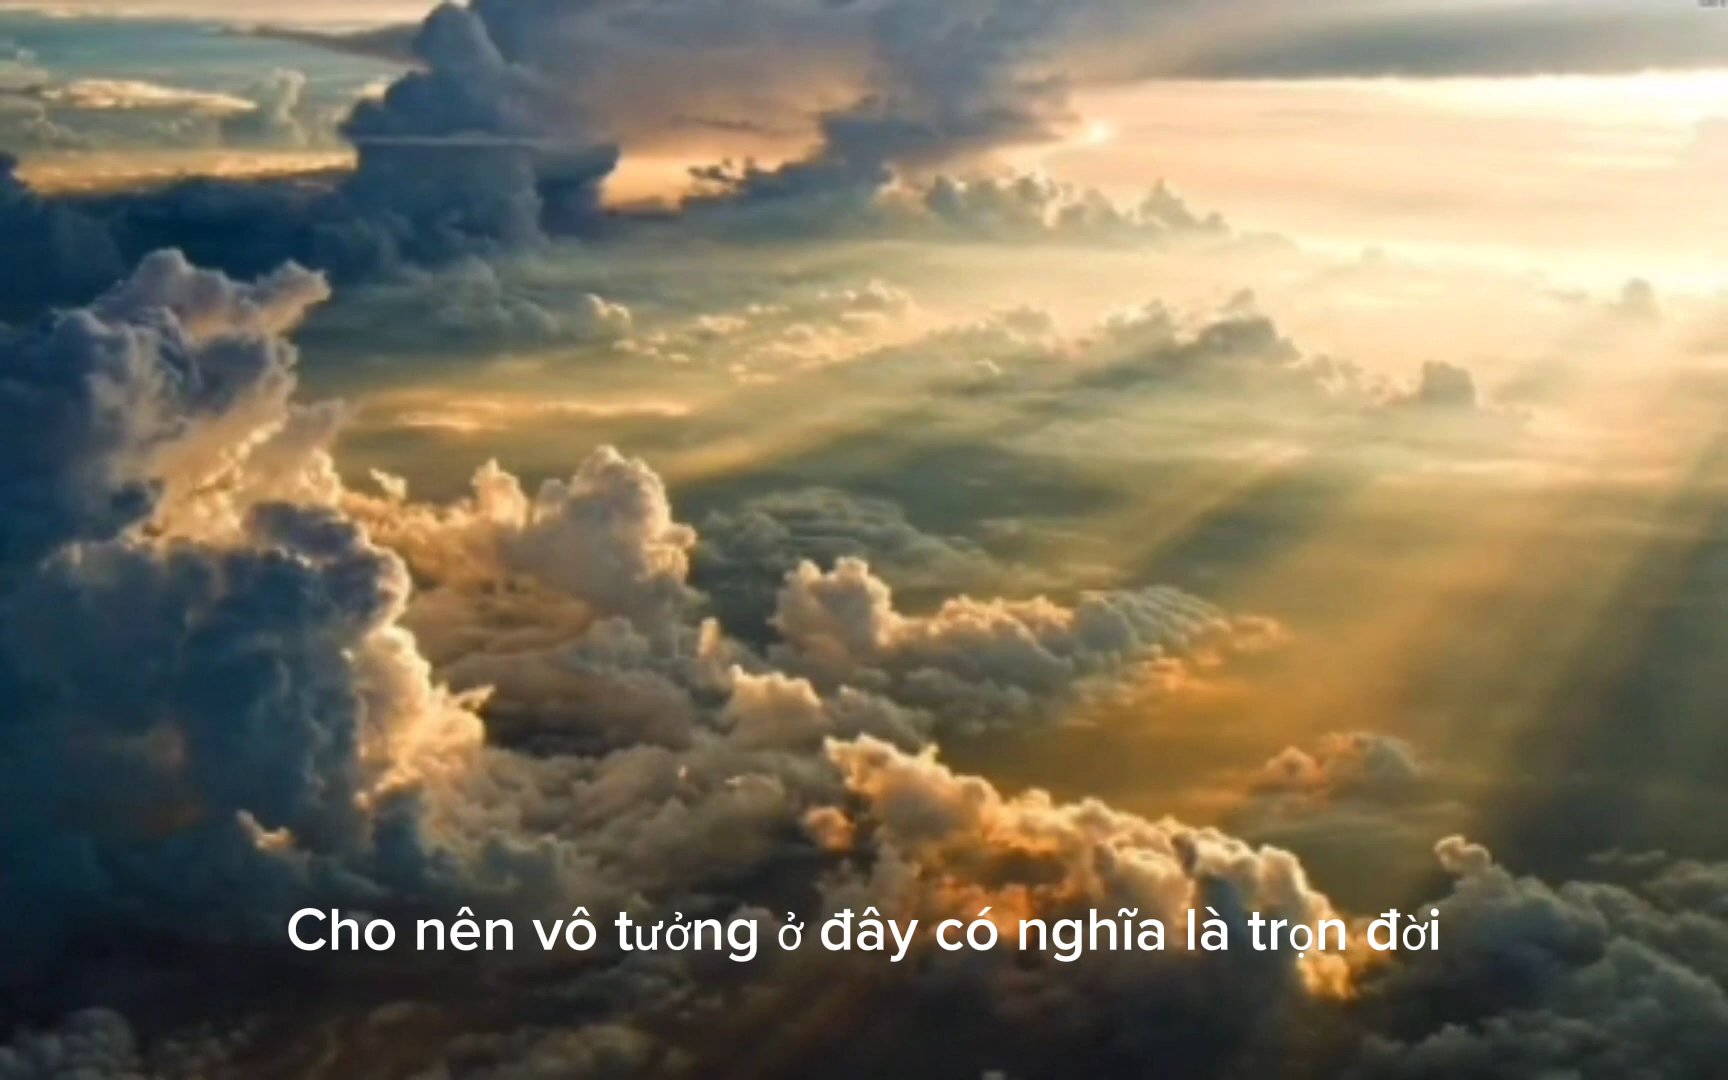 Cho nên vô tưởng ở đây có nghĩa là trọn đời